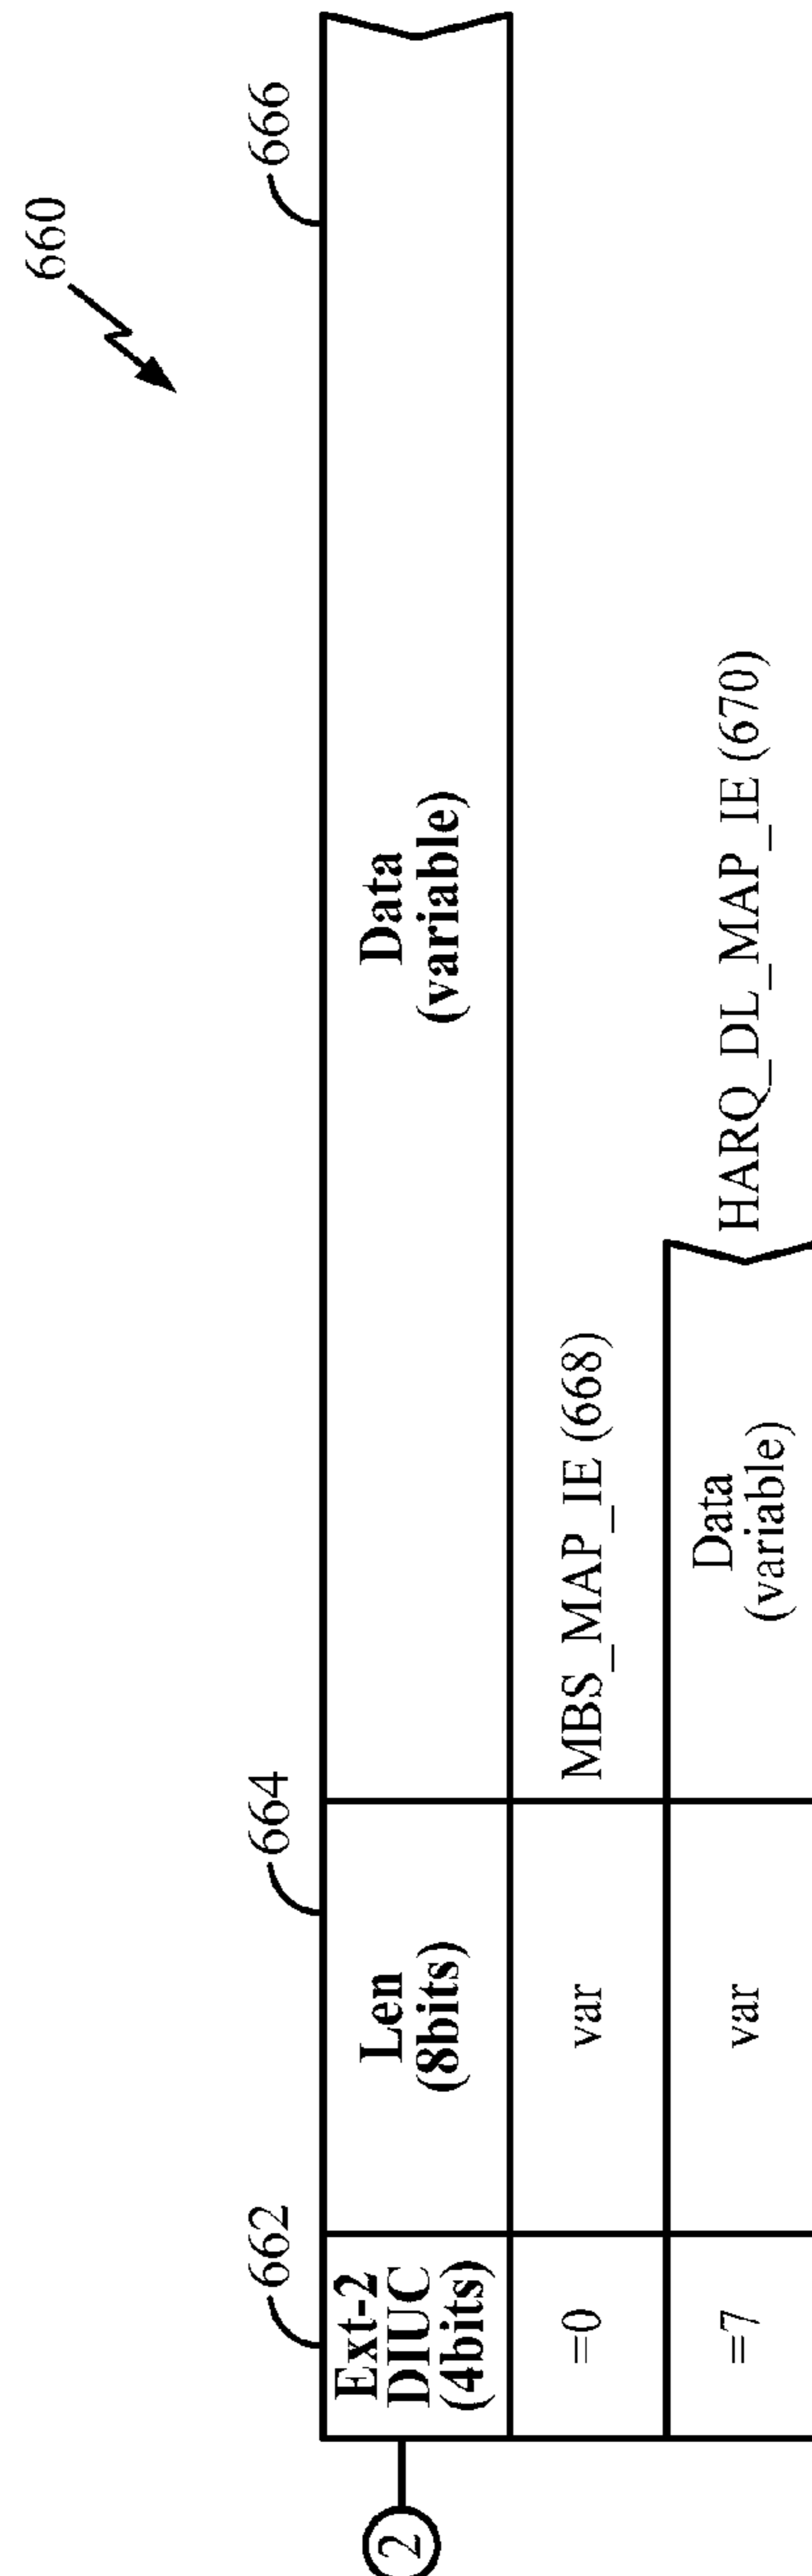 660
662
664
666
2
Ext-2
DIUC
(4bits)
Len
(8bits)
Data
(variable)
=0
var
MBS_MAP_IE (668)
=7
var
Data
(variable)
HARQ_DL_MAP_IE (670)